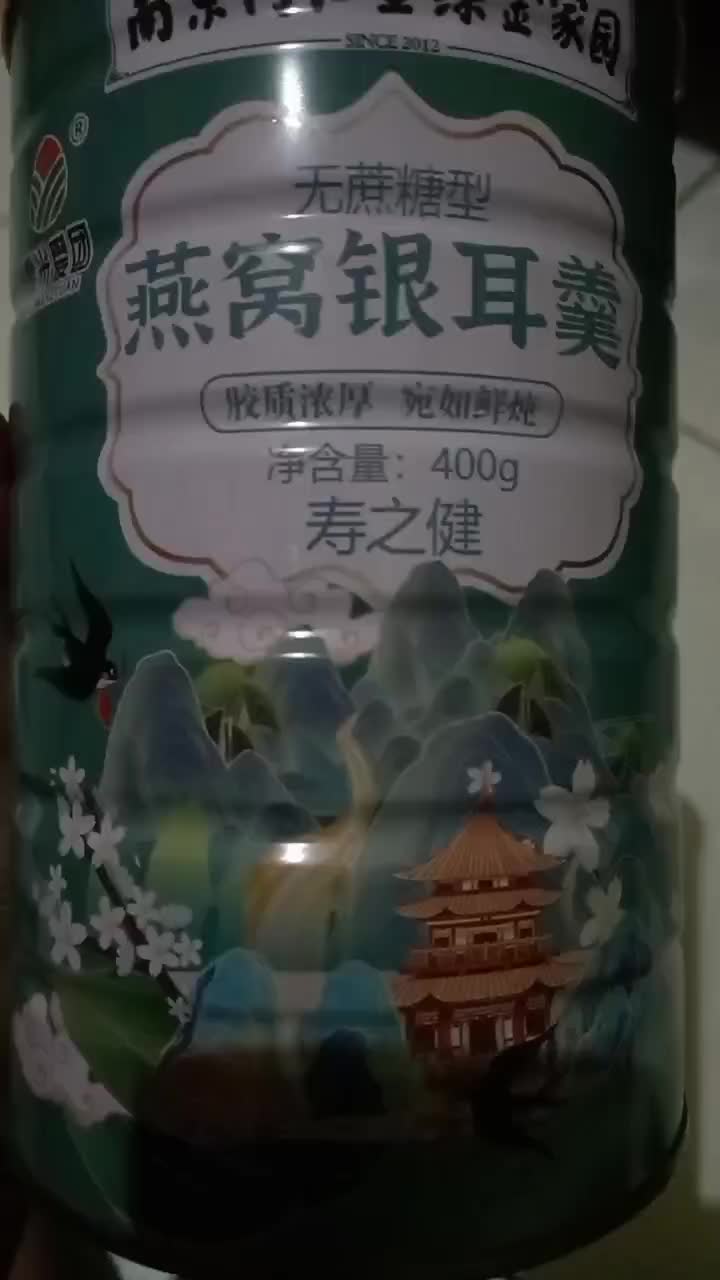 SINCE 2012
®
无蔗糖型
燕窝银耳羹
胶质浓厚 宛如鲜炖
净含量：400g
寿之健